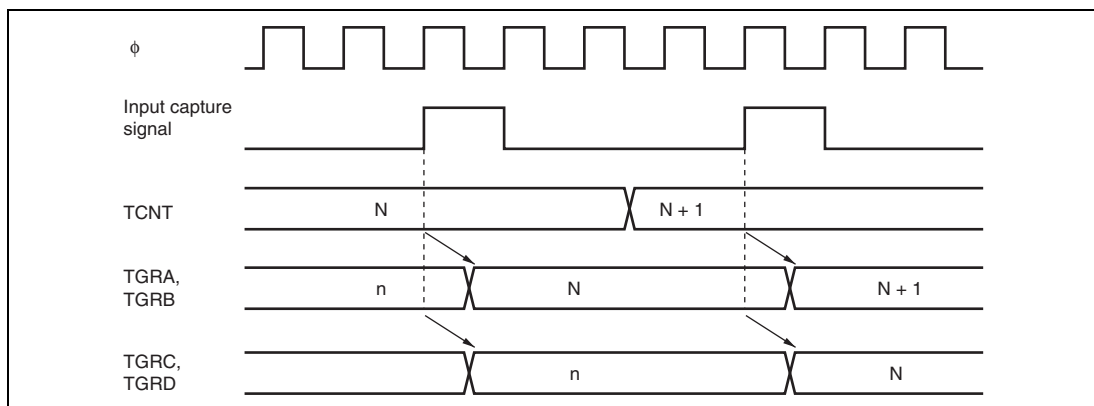 ϕ
Input capture
signal
TCNT
N
N + 1
TGRA,
TGRB
n
N
N + 1
TGRC,
TGRD
n
N